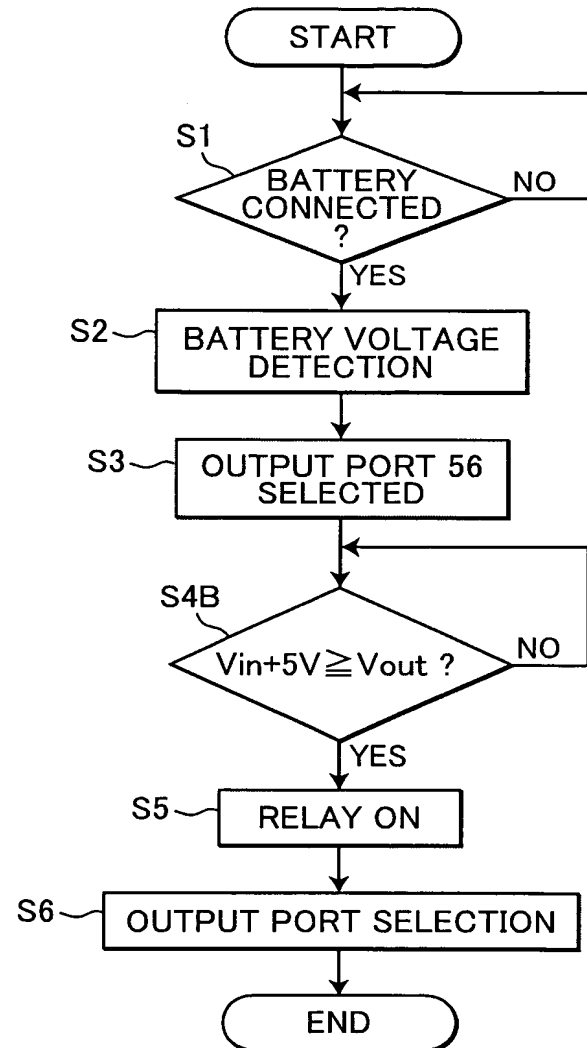 START
S1
BATTERY
CONNECTED
?
NO
YES
S2
BATTERY VOLTAGE
DETECTION
S3
OUTPUT PORT 56
SELECTED
S4B
Vin+5V≧Vout ?
NO
YES
S5
RELAY ON
S6
OUTPUT PORT SELECTION
END